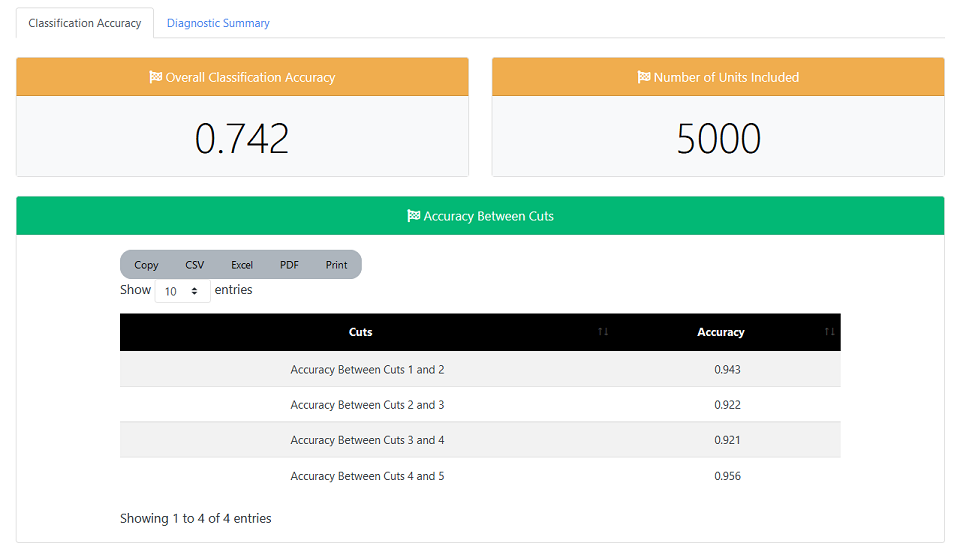 Classification Accuracy Diagnostic Summary
Overall Classification Accuracy
0.742
Number of Units Included
5000
Accuracy Between Cuts
Copy CSV Excel PDF Print
Show 10 entries
Cuts Accuracy
Accuracy Between Cuts 1 and 2 0.943
Accuracy Between Cuts 2 and 3 0.922
Accuracy Between Cuts 3 and 4 0.921
Accuracy Between Cuts 4 and 5 0.956
Showing 1 to 4 of 4 entries